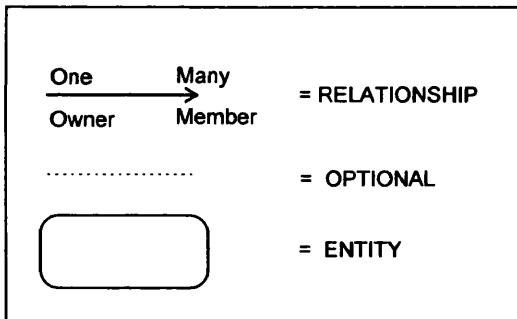 One Many
= RELATIONSHIP
Owner Member
= OPTIONAL
= ENTITY